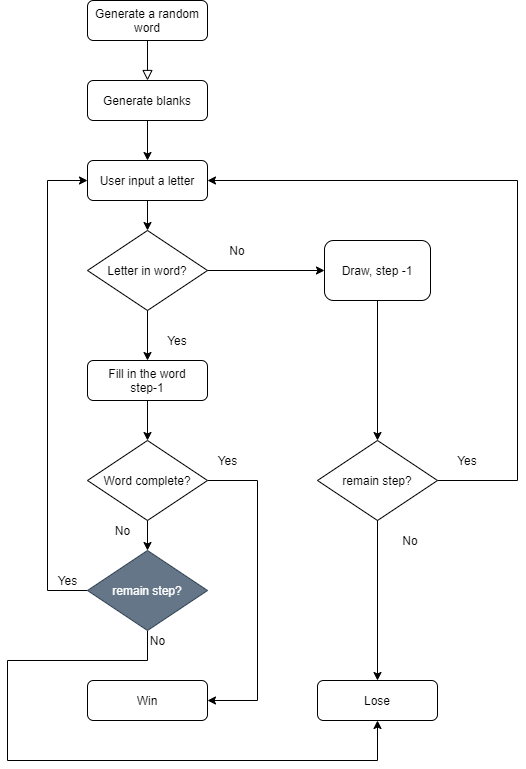 Generate a random
word
Generate blanks
User input a letter
No
Letter in word?
Draw, step -1
Yes
Fill in the word
step-1
Yes
Word complete?
Yes
remain step?
No
No
Yes
remain step?
No
Win
Lose